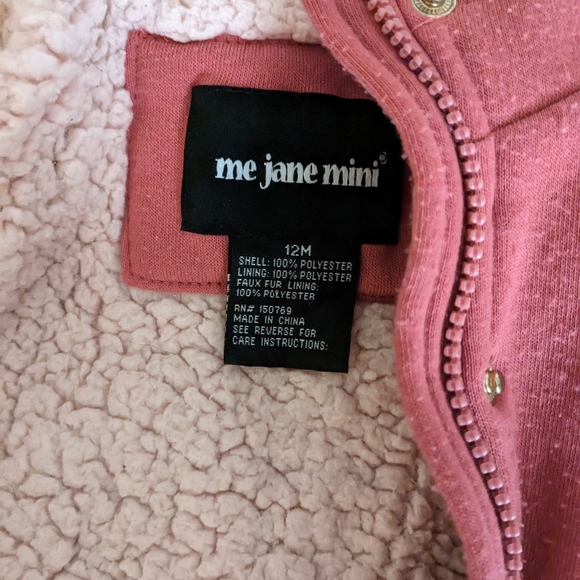 me jane mini
12M
SHELL: 100% POLYESTER
LINING: 100% POLYESTER
FAUX FUR LINING:
100% POLYESTER
RN# 150769
MADE IN CHINA
SEE REVERSE FOR
CARE INSTRUCTIONS: